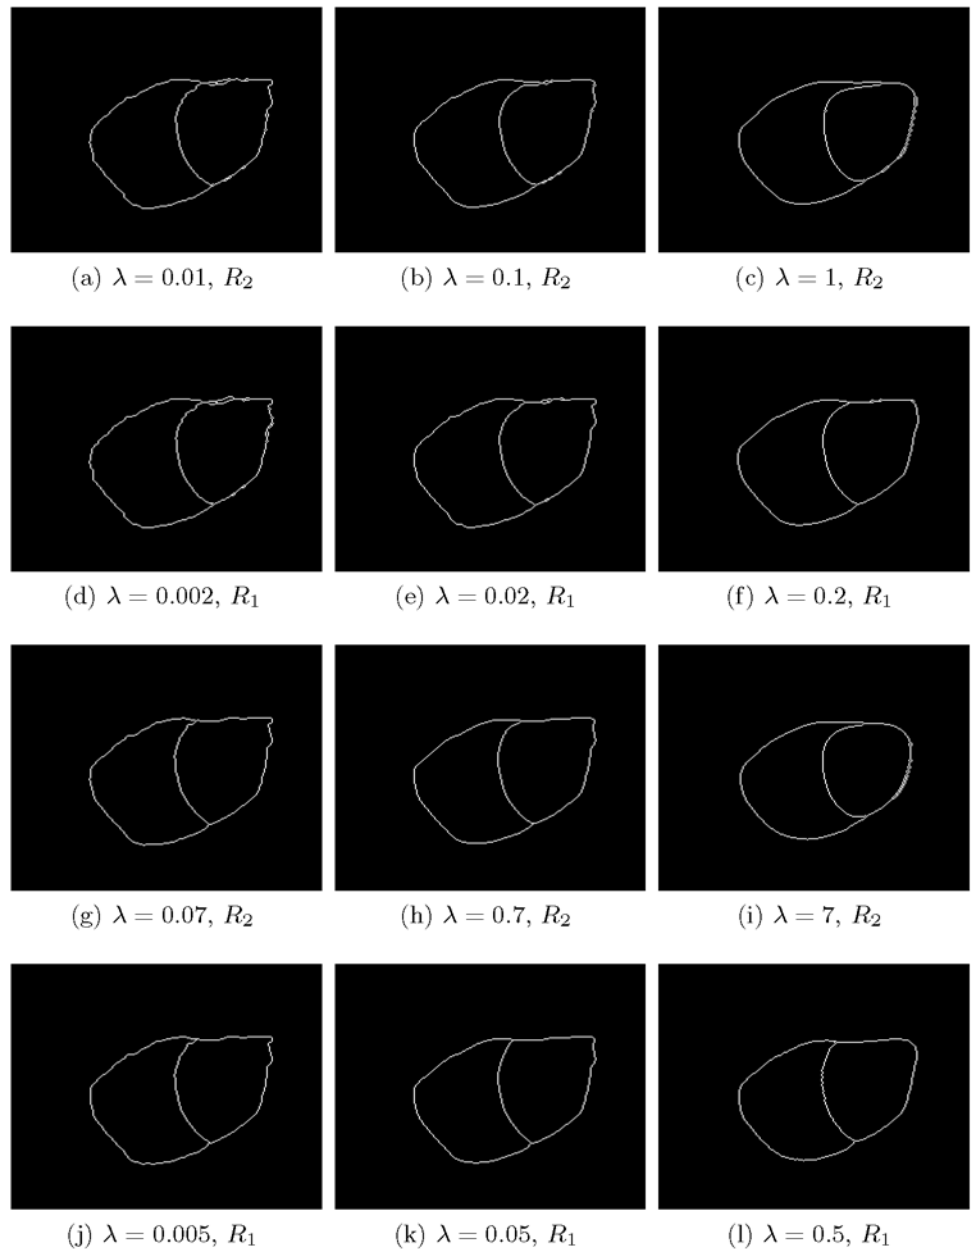 (a) λ = 0.01, R₂ (b) λ = 0.1, R₂ (c) λ = 1, R₂
(d) λ = 0.002, R₁ (e) λ = 0.02, R₁ (f) λ = 0.2, R₁
(g) λ = 0.07, R₂ (h) λ = 0.7, R₂ (i) λ = 7, R₂
(j) λ = 0.005, R₁ (k) λ = 0.05, R₁ (l) λ = 0.5, R₁